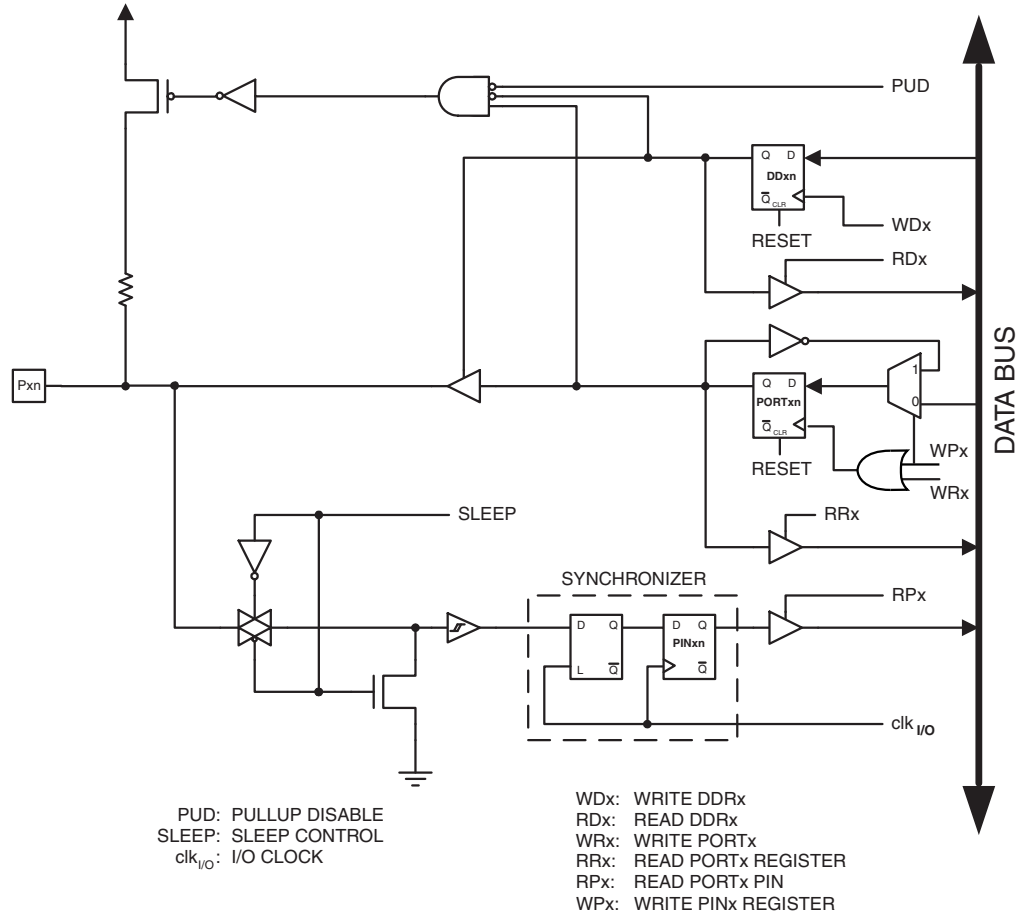 PUD
Q D
DDxn
Q̅ CLR
WDx
RESET
RDx
Pxn
1
Q D
PORTxn
0
Q̅ CLR
WPx
RESET
WRx
DATA BUS
SLEEP
RRx
SYNCHRONIZER
RPx
D Q
D Q
PINxn
L Q̅
Q̅
clk I/O
PUD: PULLUP DISABLE
SLEEP: SLEEP CONTROL
clkI/O: I/O CLOCK
WDx: WRITE DDRx
RDx: READ DDRx
WRx: WRITE PORTx
RRx: READ PORTx REGISTER
RPx: READ PORTx PIN
WPx: WRITE PINx REGISTER